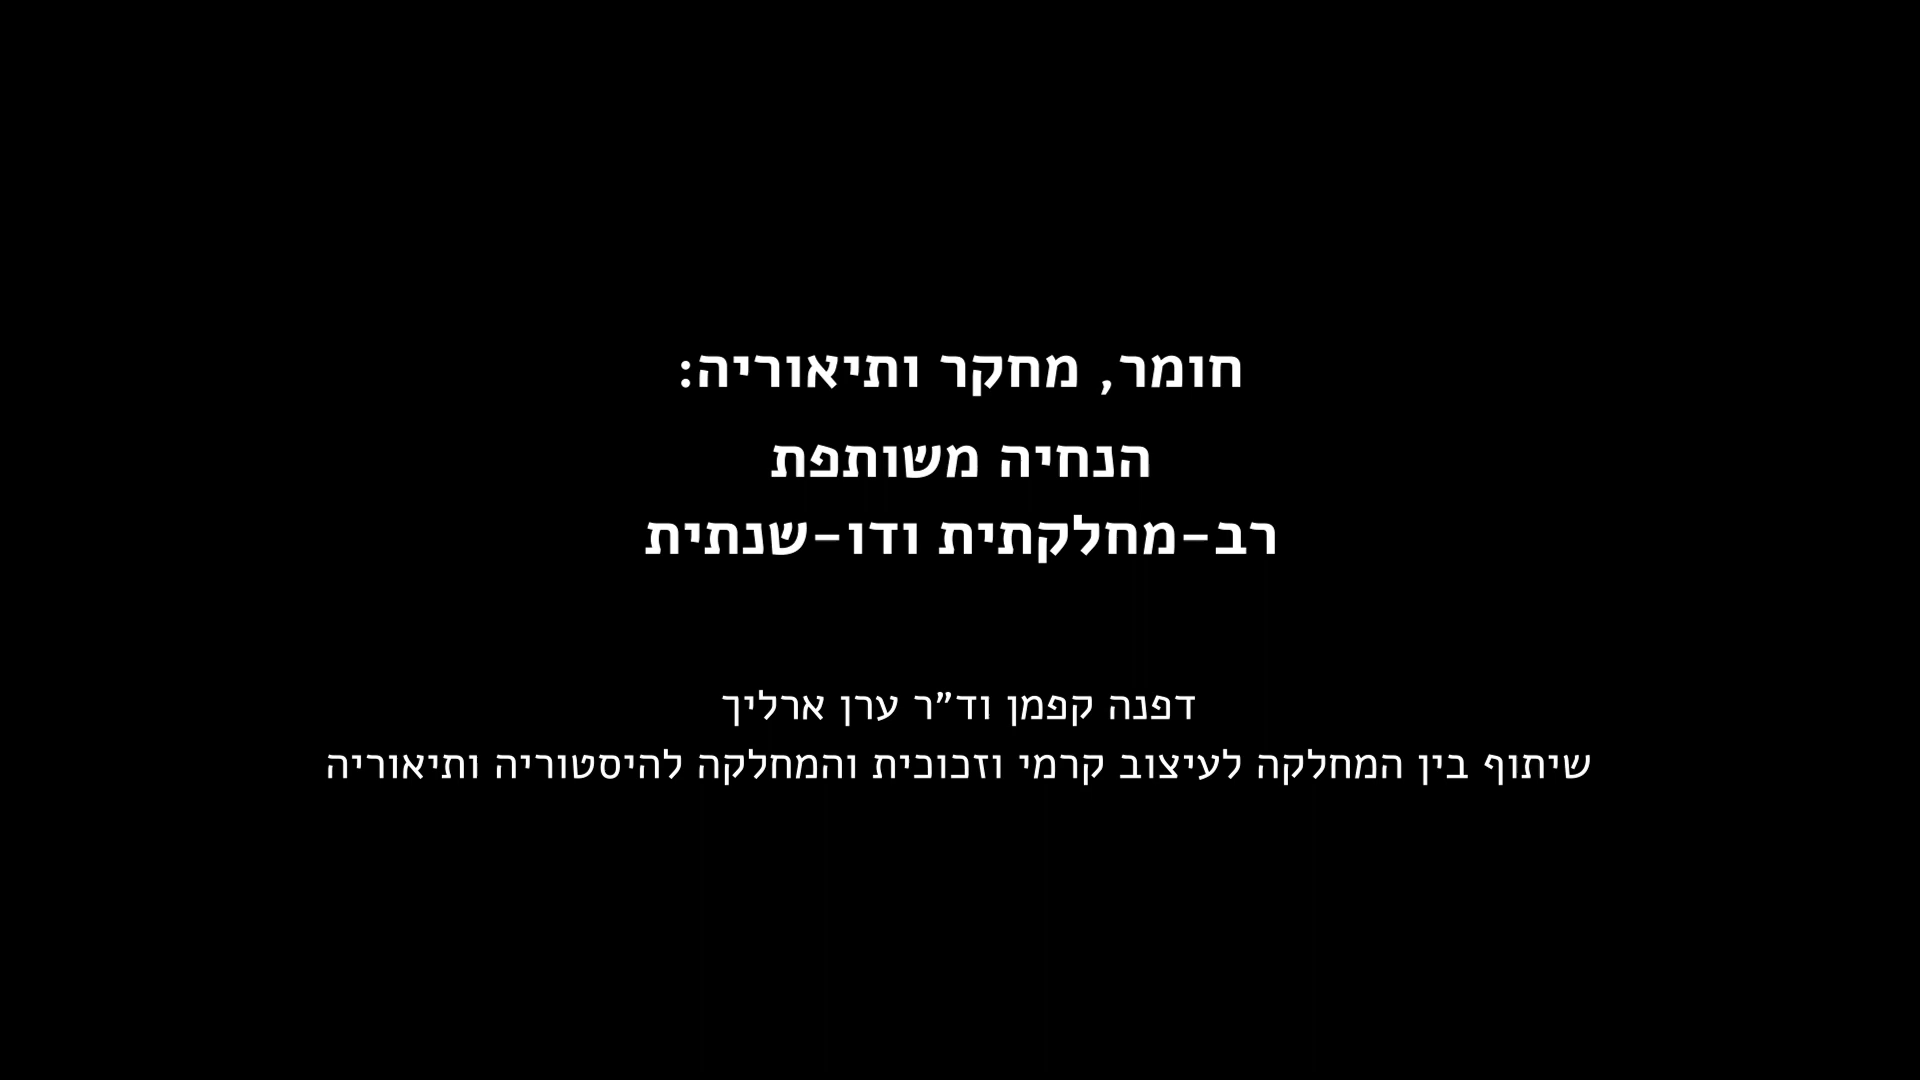 חומר, מחקר ותיאוריה:
הנחיה משותפת
רב-מחלקתית ודו-שנתית
דפנה קפמן וד"ר ערן ארליך
שיתוף בין המחלקה לעיצוב קרמי וזכוכית והמחלקה להיסטוריה ותיאוריה